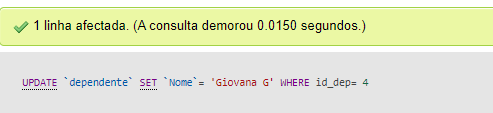 1 linha afectada. (A consulta demorou 0.0150 segundos.)
UPDATE `dependente` SET `Nome`= 'Giovana G' WHERE id_dep= 4